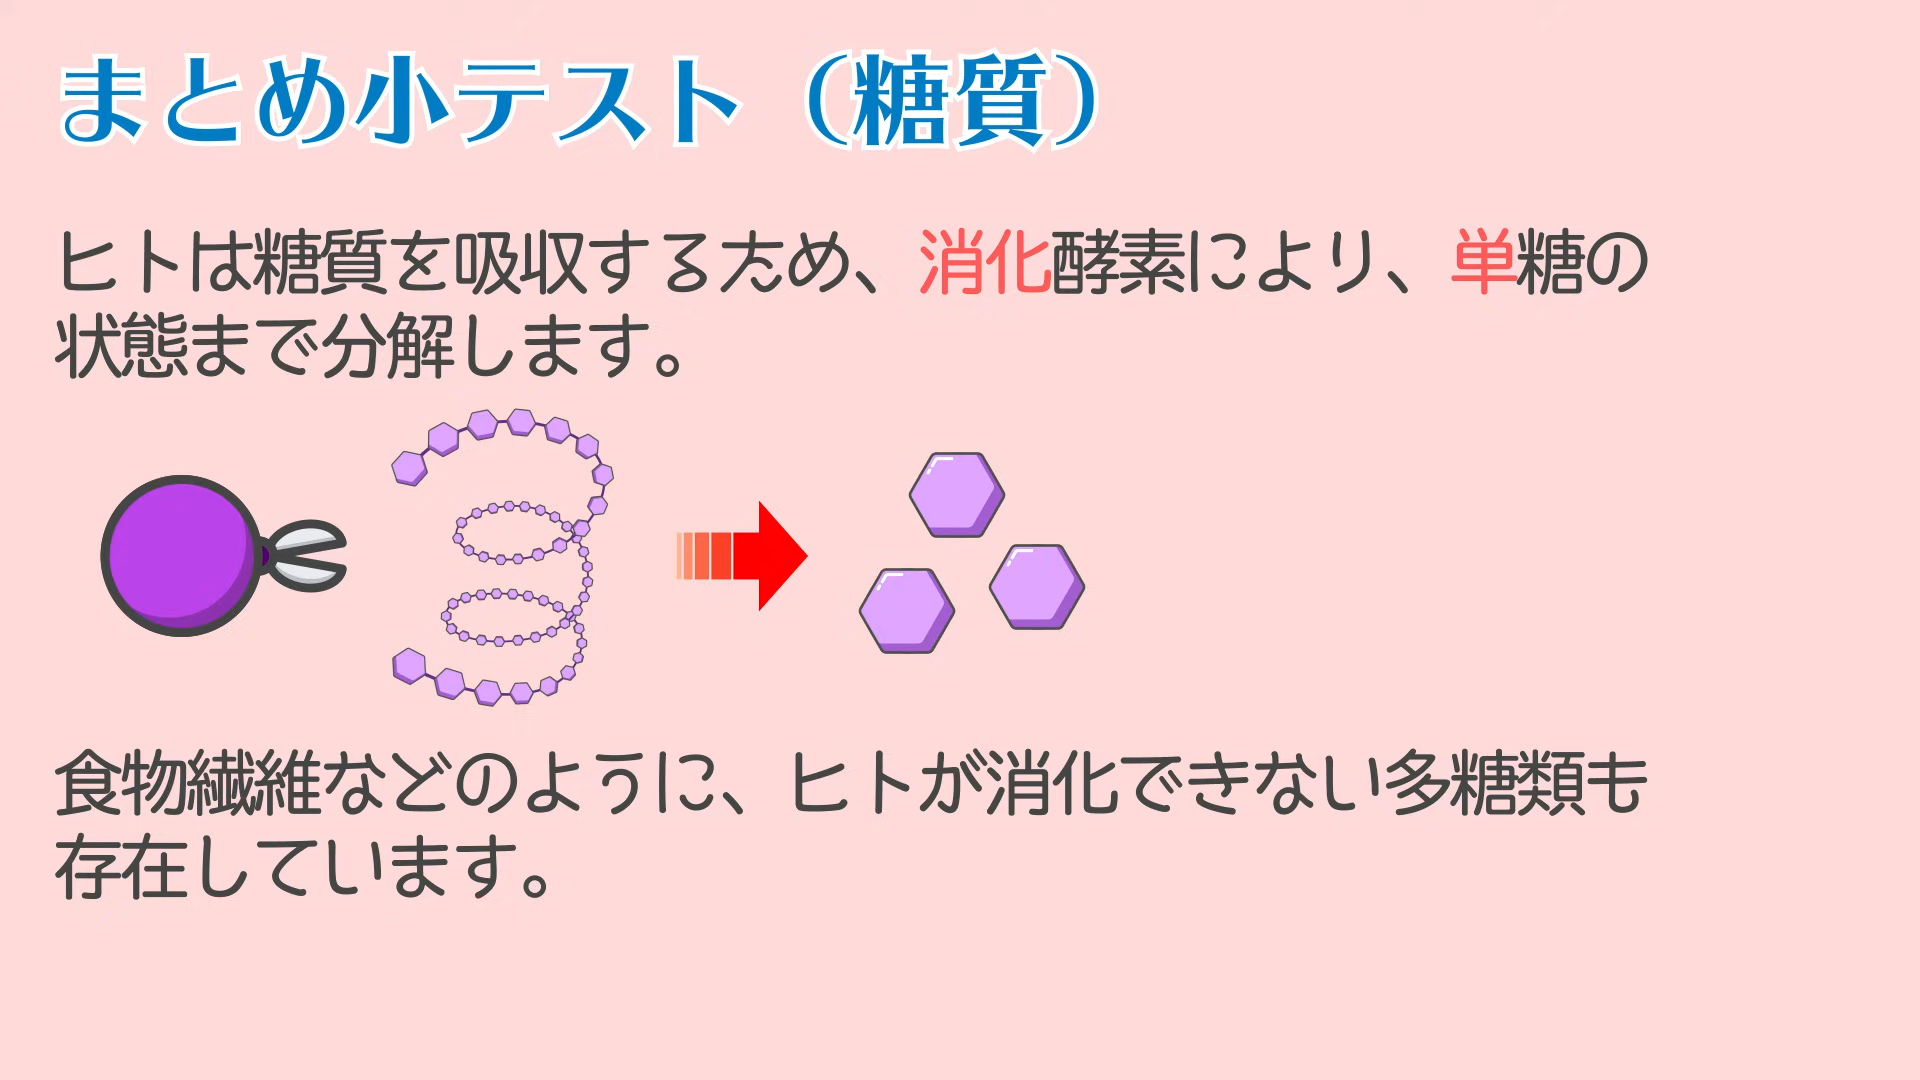 まとめ小テスト（糖質）
ヒトは糖質を吸収するため、消化酵素により、単糖の
状態まで分解します。
食物繊維などのように、ヒトが消化できない多糖類も
存在しています。